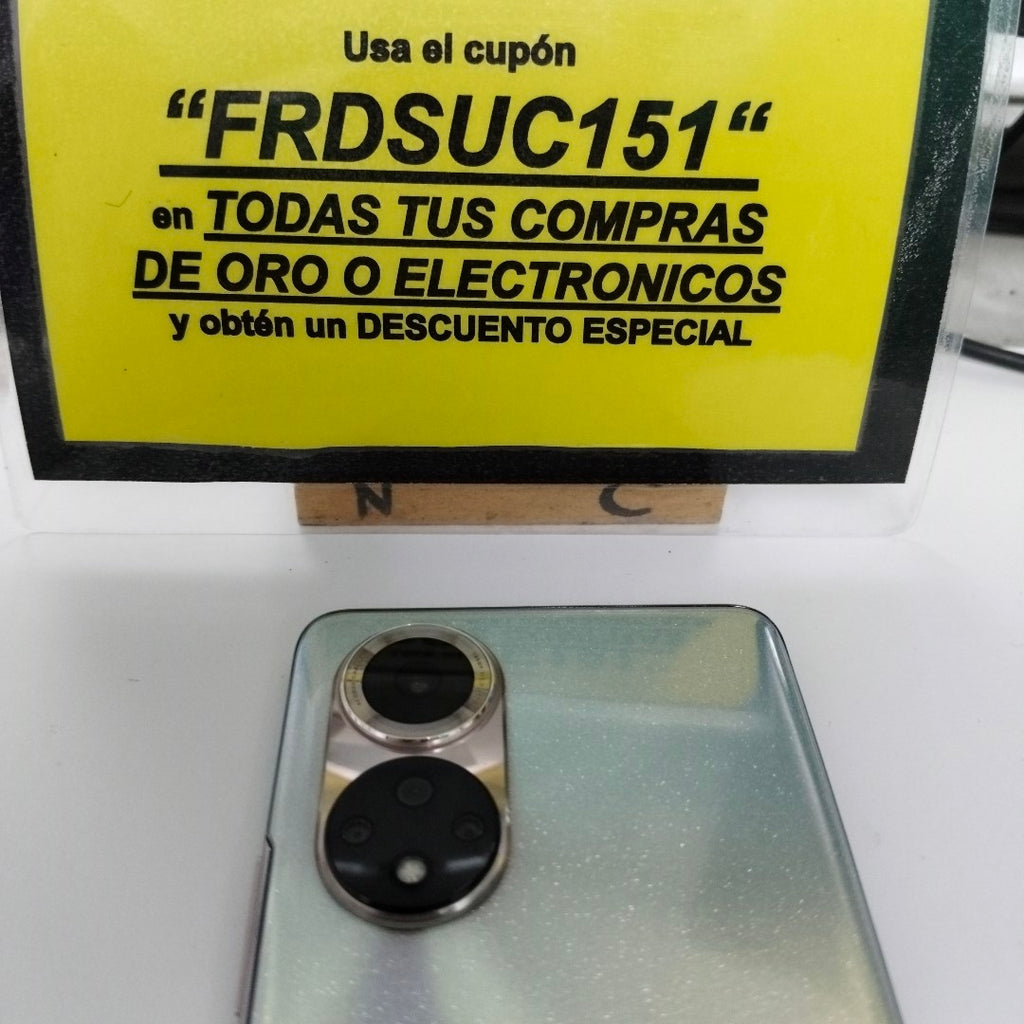 Usa el cupón
“FRDSUC151“
en TODAS TUS COMPRAS
DE ORO O ELECTRONICOS
y obtén un DESCUENTO ESPECIAL
N C